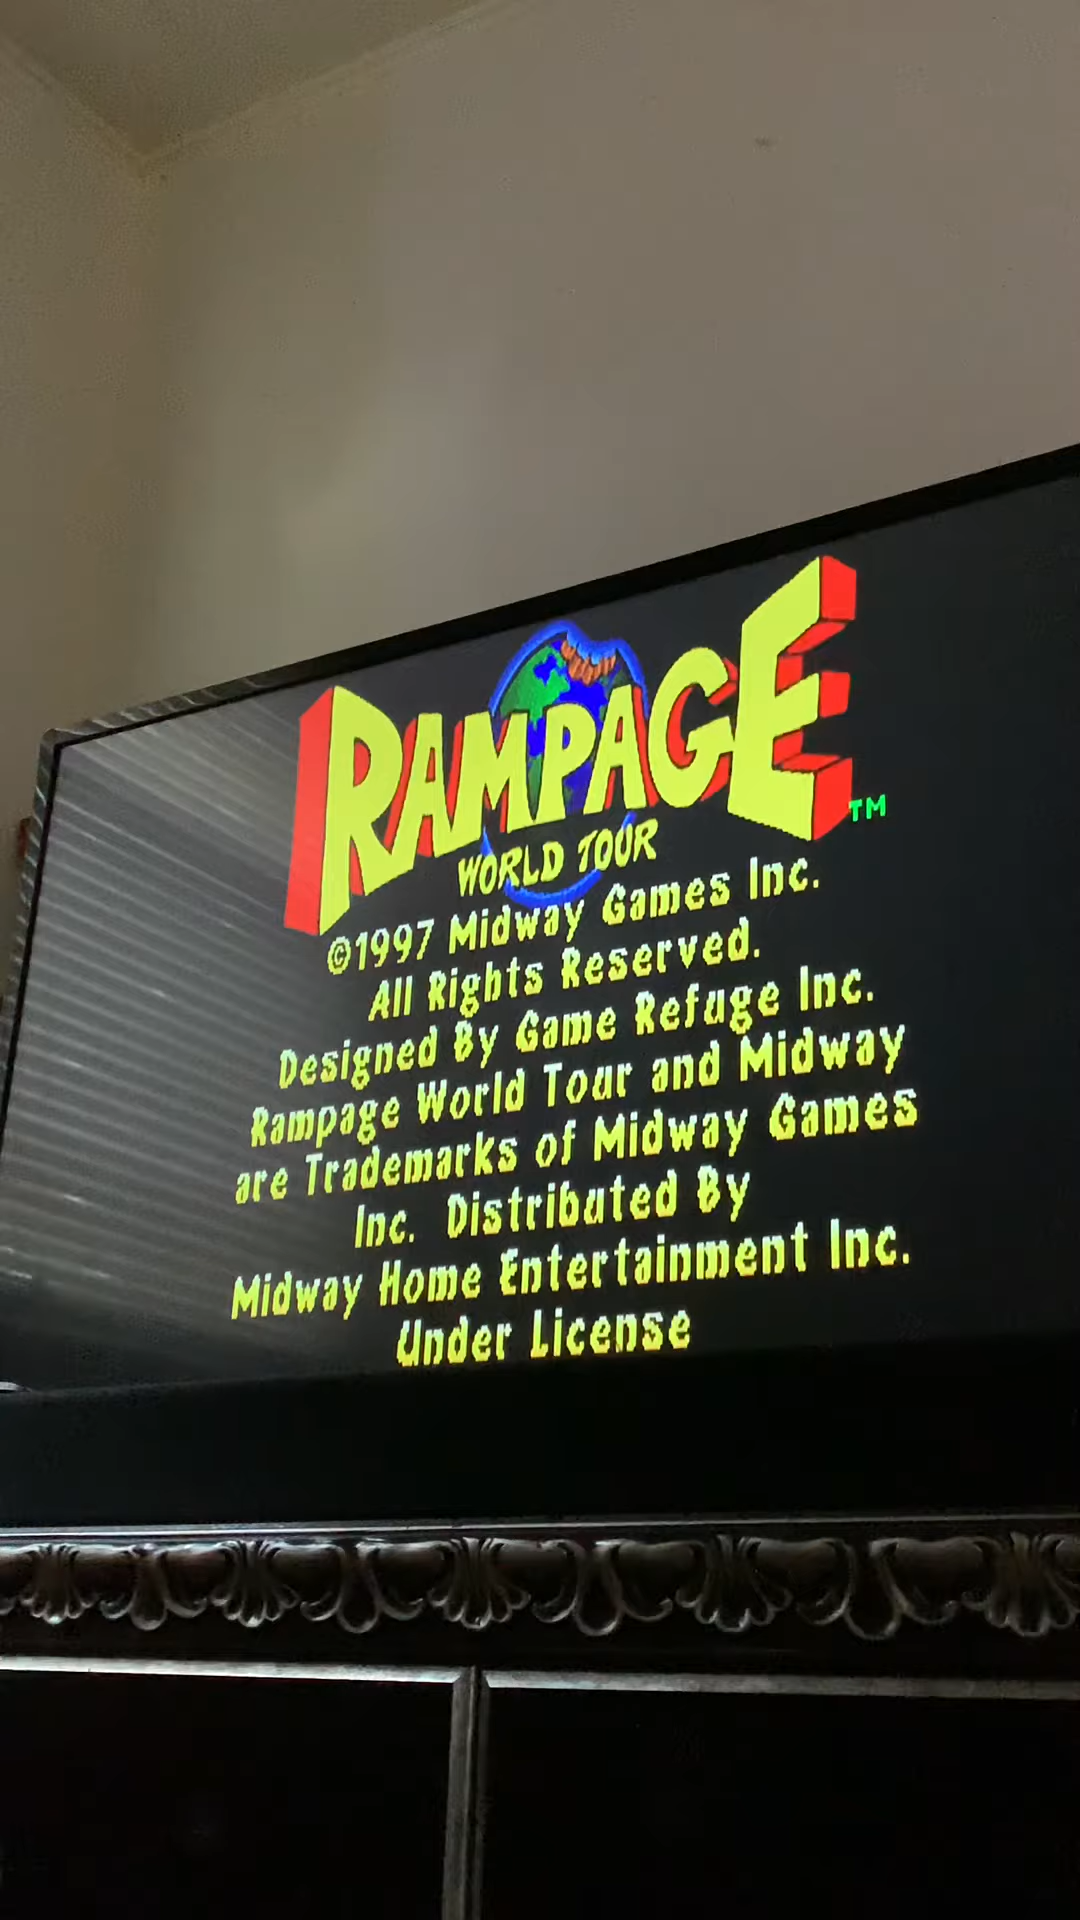 RAMPAGE
TM
WORLD TOUR
©1997 Midway Games Inc.
All Rights Reserved.
Designed By Game Refuge Inc.
Rampage World Tour and Midway
are Trademarks of Midway Games
Inc. Distributed By
Midway Home Entertainment Inc.
Under License